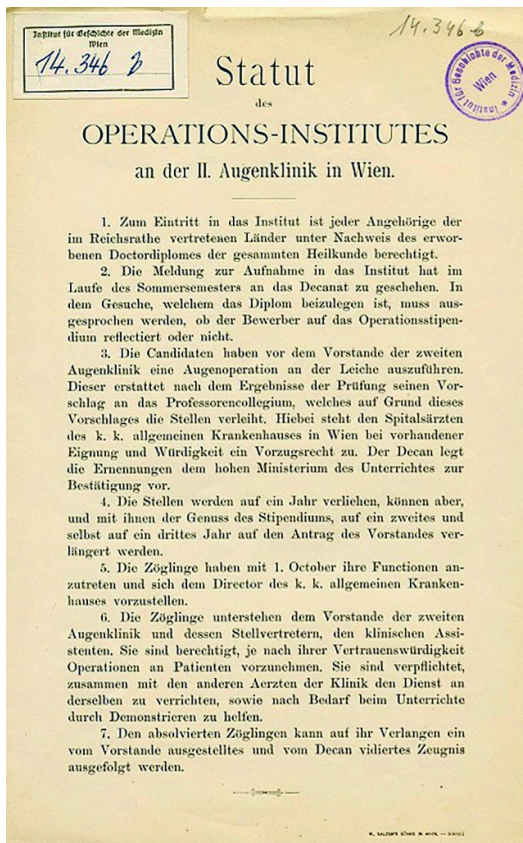 Institut für Geschichte der Medizin
Wien
14.346 b
14.346 b
Institut für Geschichte der Medizin
Wien
Statut
des
OPERATIONS-INSTITUTES
an der II. Augenklinik in Wien.
1. Zum Eintritt in das Institut ist jeder Angehörige der
im Reichsrathe vertretenen Länder unter Nachweis des erwor-
benen Doctordiplomes der gesammten Heilkunde berechtigt.
2. Die Meldung zur Aufnahme in das Institut hat im
Laufe des Sommersemesters an das Decanat zu geschehen. In
dem Gesuche, welchem das Diplom beizulegen ist, muss aus-
gesprochen werden, ob der Bewerber auf das Operationsstipen-
dium reflectiert oder nicht.
3. Die Candidaten haben vor dem Vorstande der zweiten
Augenklinik eine Augenoperation an der Leiche auszuführen.
Dieser erstattet nach dem Ergebnisse der Prüfung seinen Vor-
schlag an das Professorencollegium, welches auf Grund dieses
Vorschlages die Stellen verleiht. Hiebei steht den Spitalsärzten
des k. k. allgemeinen Krankenhauses in Wien bei vorhandener
Eignung und Würdigkeit ein Vorzugsrecht zu. Der Decan legt
die Ernennungen dem hohen Ministerium des Unterrichtes zur
Bestätigung vor.
4. Die Stellen werden auf ein Jahr verliehen, können aber,
und mit ihnen der Genuss des Stipendiums, auf ein zweites und
selbst auf ein drittes Jahr auf den Antrag des Vorstandes ver-
längert werden.
5. Die Zöglinge haben mit 1. October ihre Functionen an-
zutreten und sich dem Director des k. k. allgemeinen Kranken-
hauses vorzustellen.
6. Die Zöglinge unterstehen dem Vorstande der zweiten
Augenklinik und dessen Stellvertretern, den klinischen Assi-
stenten. Sie sind berechtigt, je nach ihrer Vertrauenswürdigkeit
Operationen an Patienten vorzunehmen. Sie sind verpflichtet,
zusammen mit den anderen Aerzten der Klinik den Dienst an
derselben zu verrichten, sowie nach Bedarf beim Unterrichte
durch Demonstrieren zu helfen.
7. Den absolvierten Zöglingen kann auf ihr Verlangen ein
vom Vorstande ausgestelltes und vom Decan vidiertes Zeugnis
ausgefolgt werden.
SÖHNE IN WIEN.